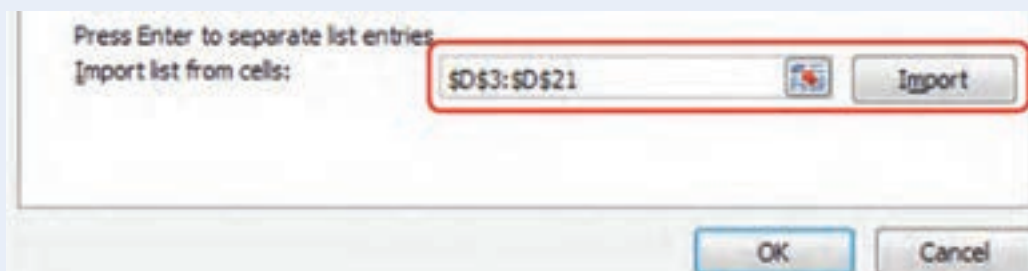 Press Enter to separate list entries.
Import list from cells:
$D$3:$D$21
Import
OK
Cancel